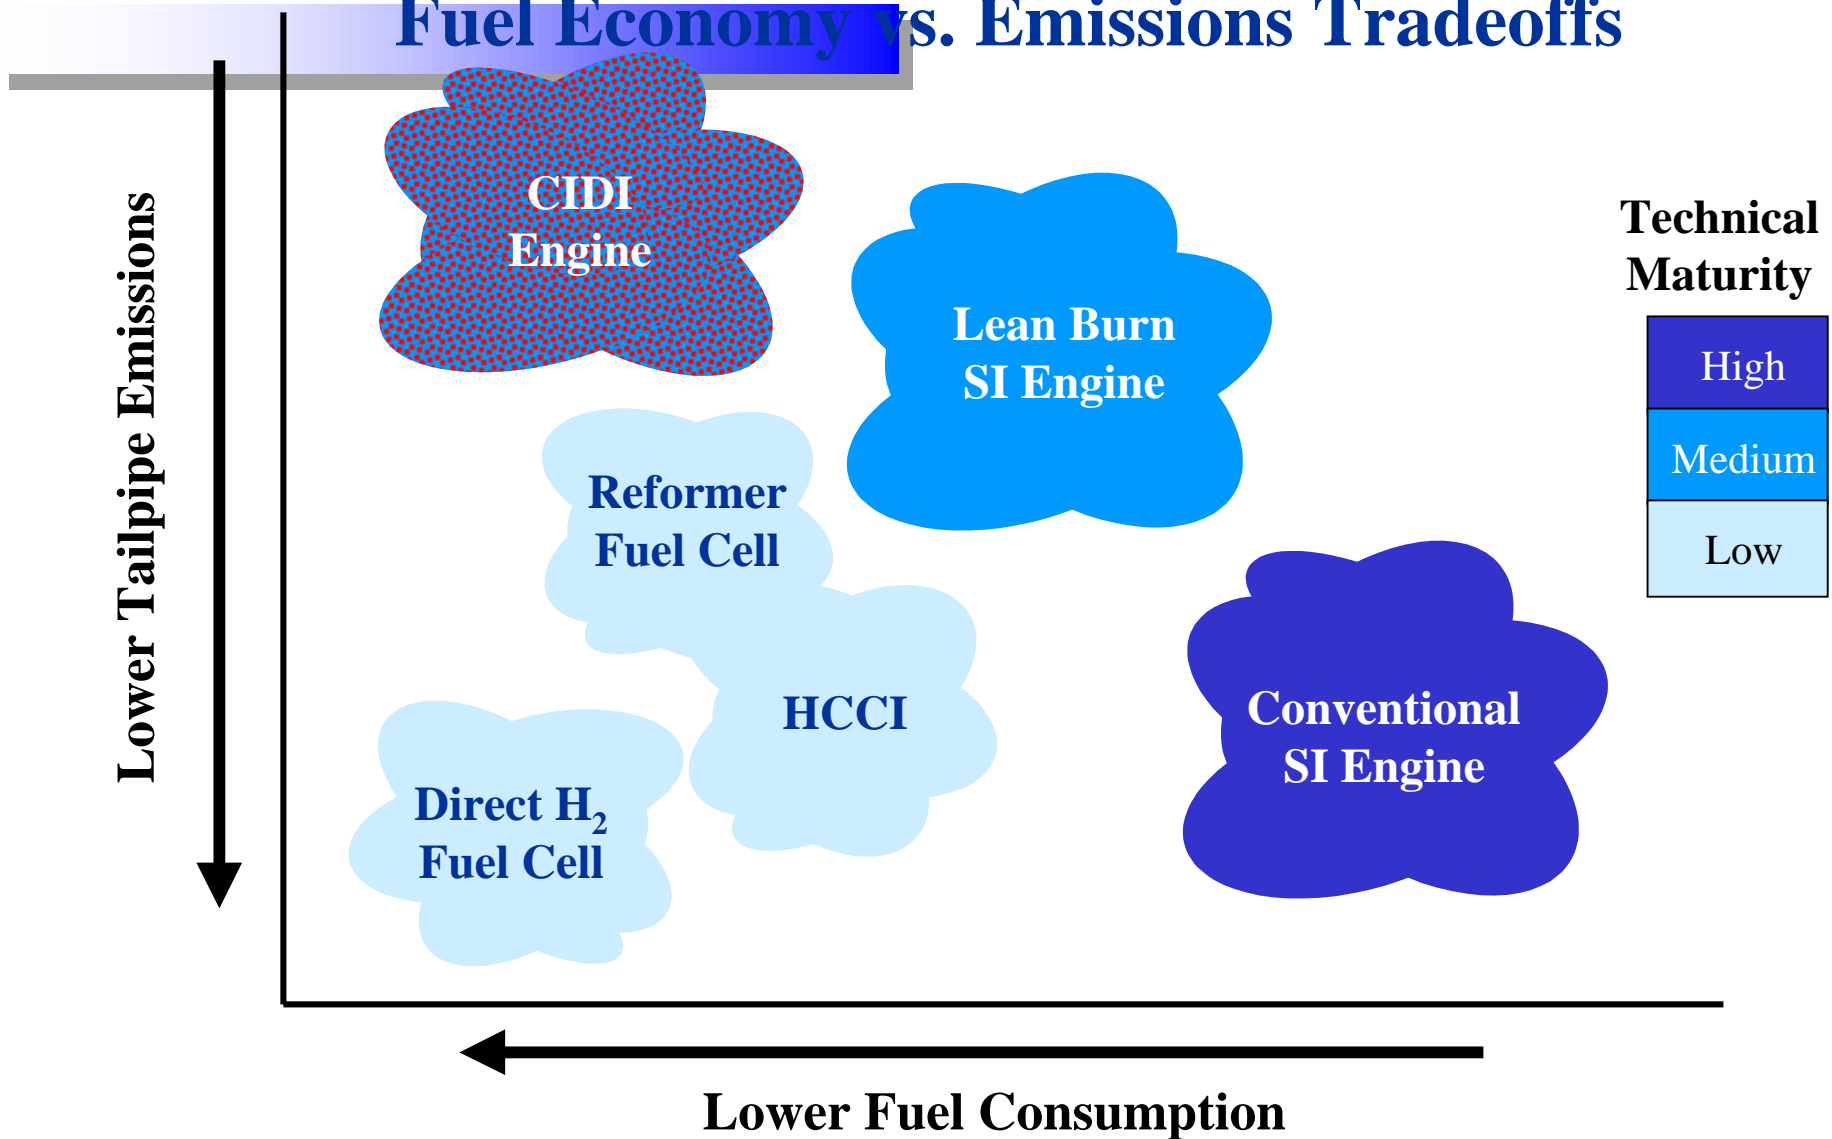 Fuel Economy vs. Emissions Tradeoffs
Lower Tailpipe Emissions
CIDI
Engine
Lean Burn
SI Engine
Technical
Maturity
High
Medium
Low
Reformer
Fuel Cell
HCCI
Conventional
SI Engine
Direct H₂
Fuel Cell
Lower Fuel Consumption